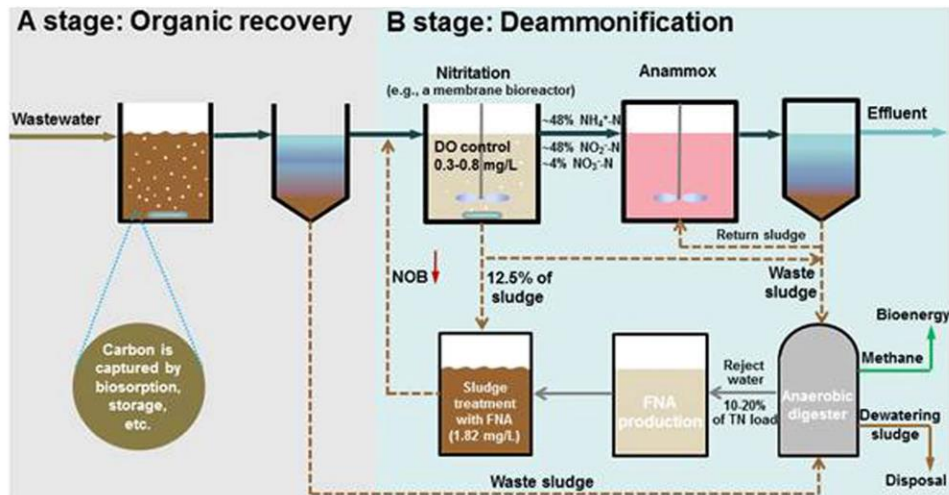 A stage: Organic recovery
B stage: Deammonification
Nitritation
(e.g., a membrane bioreactor)
Anammox
Wastewater
DO control
0.3-0.8 mg/L
~48% NH₄⁺-N
~48% NO₂⁻-N
~4% NO₃⁻-N
Effluent
Return sludge
NOB
12.5% of
sludge
Waste
sludge
Carbon is
captured by
biosorption,
storage,
etc.
Sludge
treatment
with FNA
(1.82 mg/L)
FNA
production
Reject
water
10-20%
of TN load
Anaerobic
digester
Bioenergy
Methane
Dewatering
sludge
Disposal
Waste sludge